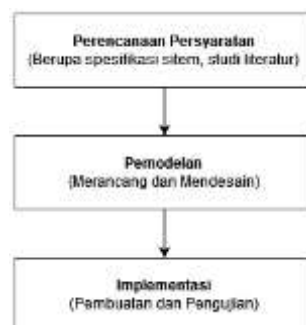 Perencanaan Persyaratan
(Berupa spesifikasi sitem, studi literatur)
Pemodelan
(Merancang dan Mendesain)
Implementasi
(Pembuatan dan Pengujian)